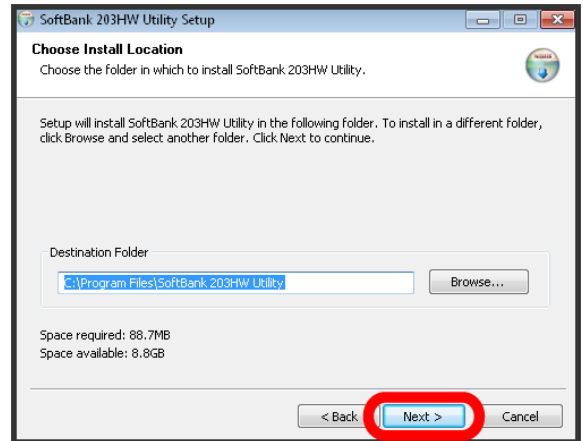 SoftBank 203HW Utility Setup
Choose Install Location
Choose the folder in which to install SoftBank 203HW Utility.
Setup will install SoftBank 203HW Utility in the following folder. To install in a different folder,
click Browse and select another folder. Click Next to continue.
Destination Folder
C:\Program Files\SoftBank 203HW Utility
Browse...
Space required: 88.7MB
Space available: 8.8GB
< Back
Next >
Cancel